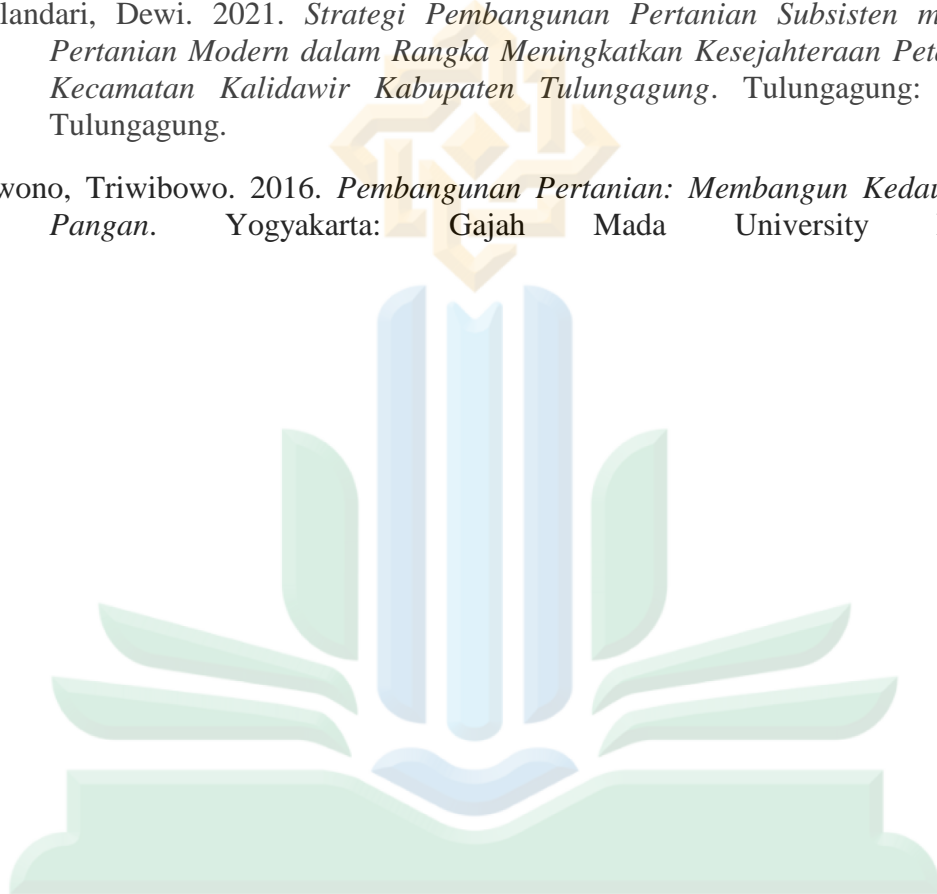 landari, Dewi. 2021. Strategi Pembangunan Pertanian Subsisten m
Pertanian Modern dalam Rangka Meningkatkan Kesejahteraan Peta
Kecamatan Kalidawir Kabupaten Tulungagung. Tulungagung:
Tulungagung.
wono, Triwibowo. 2016. Pembangunan Pertanian: Membangun Kedau
Pangan. Yogyakarta: Gajah Mada University